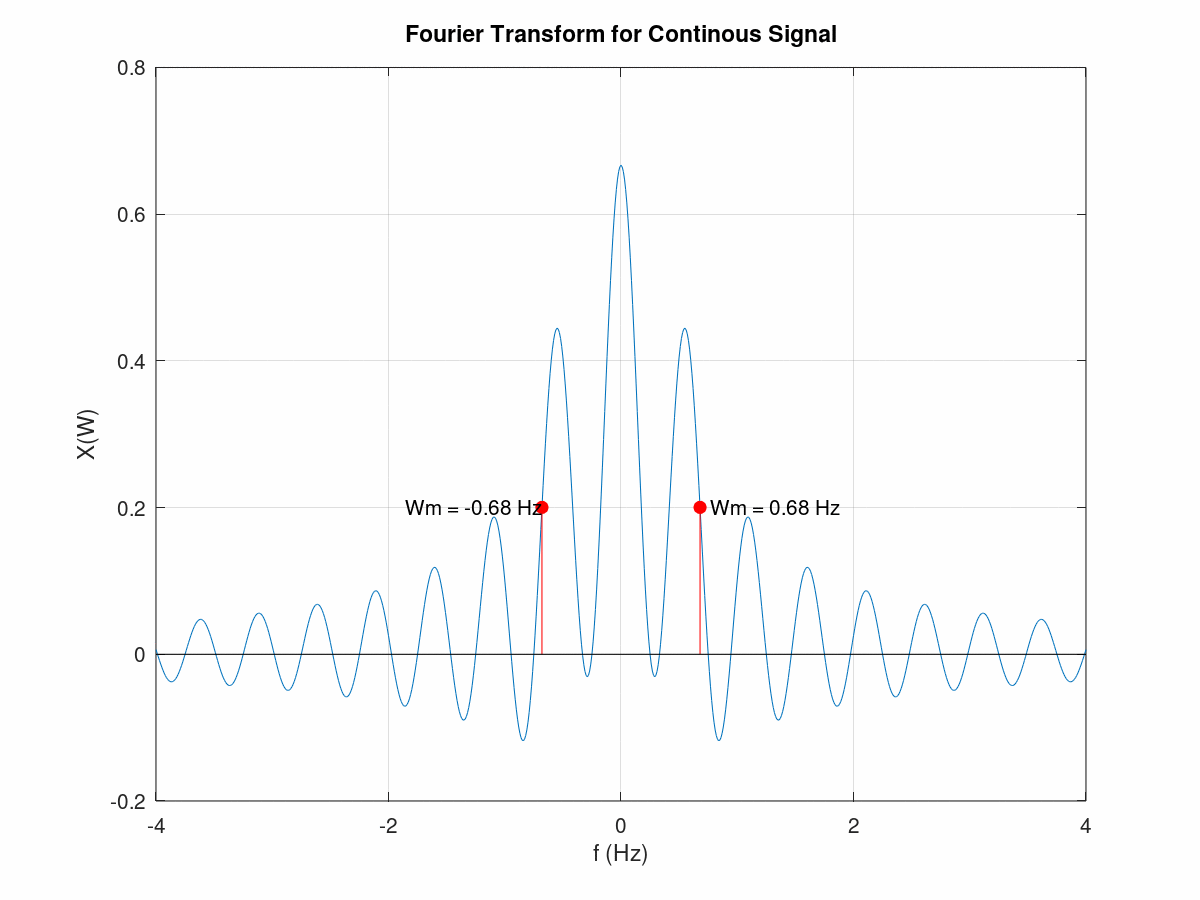 Fourier Transform for Continous Signal
0.8
0.6
0.4
0.2
0
-0.2
X(W)
Wm = -0.68 Hz
Wm = 0.68 Hz
-4
-2
0
2
4
f (Hz)